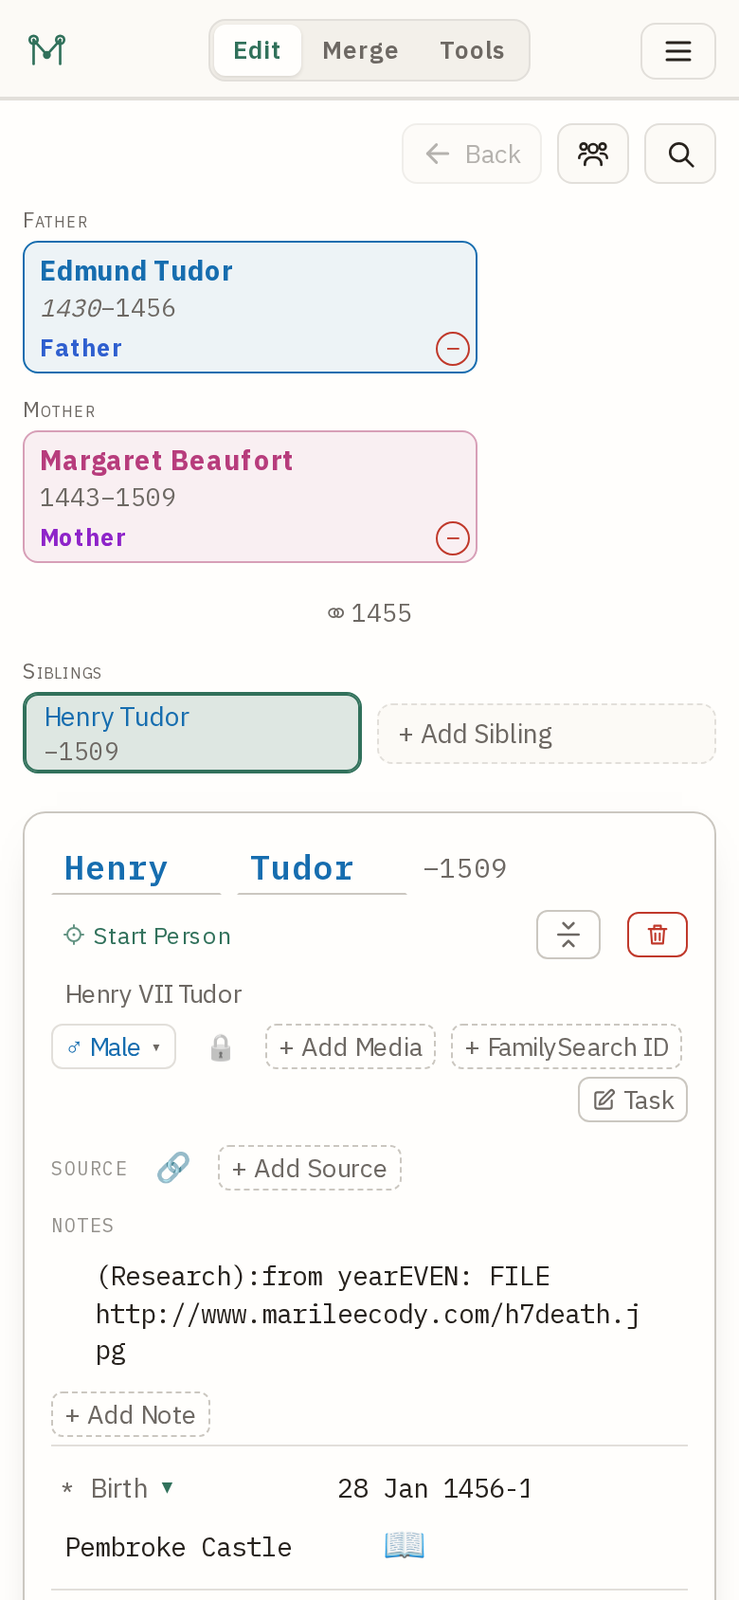 Edit Merge Tools
Back
Father
Edmund Tudor
1430–1456
Father
Mother
Margaret Beaufort
1443–1509
Mother
⚭ 1455
Siblings
Henry Tudor
–1509
+ Add Sibling
Henry Tudor –1509
Start Person
Henry VII Tudor
♂ Male ▾ + Add Media + FamilySearch ID
Task
SOURCE + Add Source
NOTES
(Research):from yearEVEN: FILE
http://www.marileecody.com/h7death.j
pg
+ Add Note
* Birth ▼ 28 Jan 1456-1
Pembroke Castle